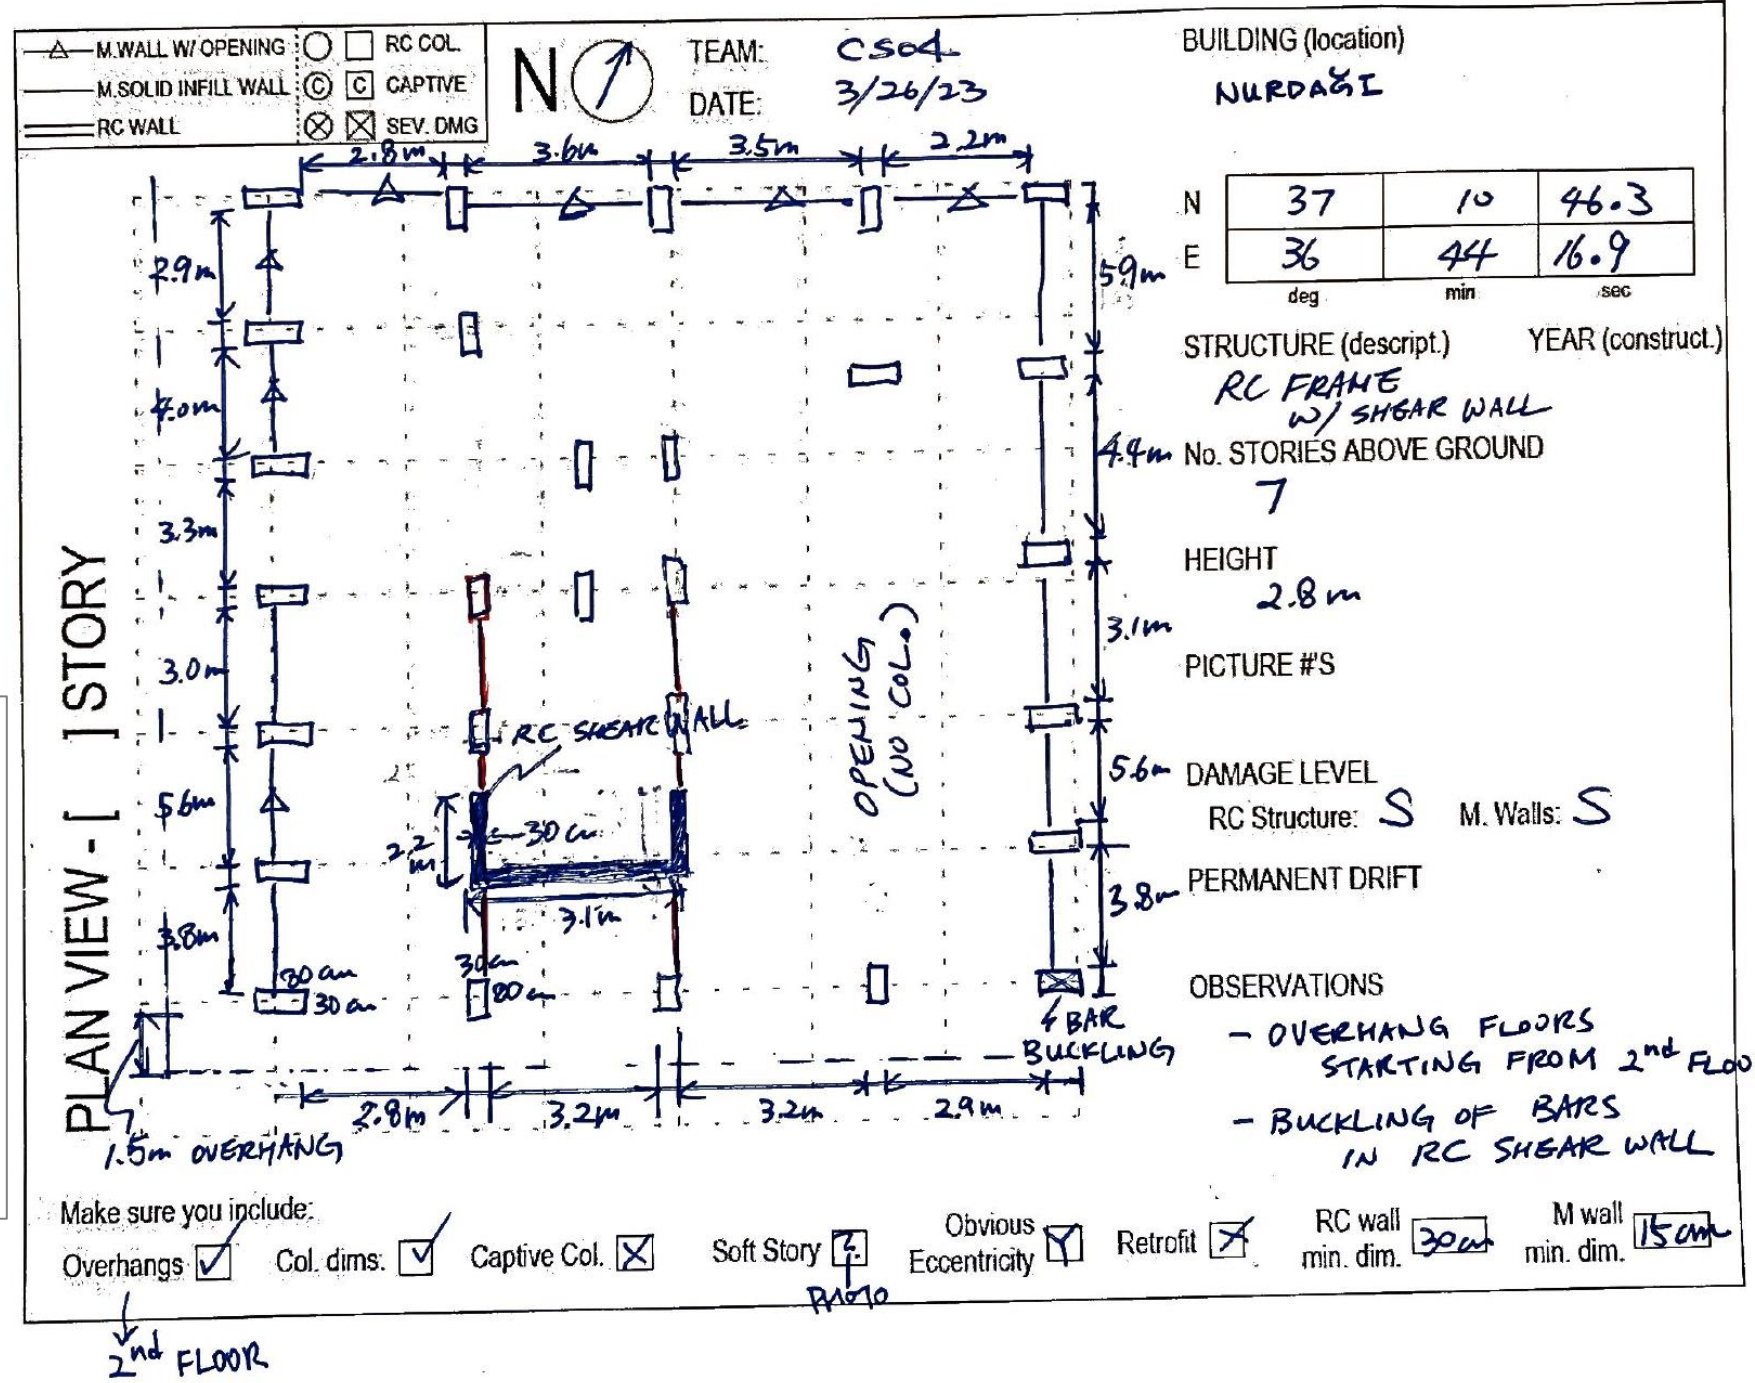 M.WALL W/ OPENING
RC COL.
M.SOLID INFILL WALL
C C CAPTIVE
RC WALL
SEV. DMG
N
TEAM: CS04
DATE: 3/26/23
BUILDING (location)
NURDAĞI
N 37 10 46.3
E 36 44 16.9
deg min sec
STRUCTURE (descript.) YEAR (construct.)
RC FRAME
W/ SHEAR WALL
No. STORIES ABOVE GROUND
7
HEIGHT
2.8 m
PICTURE #'S
DAMAGE LEVEL
RC Structure: S M. Walls: S
PERMANENT DRIFT
OBSERVATIONS
- OVERHANG FLOORS
STARTING FROM 2nd FLOO
- BUCKLING OF BARS
IN RC SHEAR WALL
PLAN VIEW - [ ] STORY
2.8m 3.6m 3.5m 2.2m
2.9m
4.0m
3.3m
3.0m
5.6m
3.8m
5.9m
4.4m
3.1m
5.6m
3.8m
RC SHEAR WALL
OPENING
(NO COL.)
2.2
m
30 cm
3.1m
30 cm
30 cm
30cm
80 cm
BAR
BUCKLING
2.8m 3.2m 3.2m 2.9m
1.5m OVERHANG
Make sure you include:
Overhangs ✓ Col. dims: ✓ Captive Col. X Soft Story Obvious Eccentricity Y Retrofit X RC wall min. dim. 30cm M wall min. dim. 15cm
PHOTO
2nd FLOOR